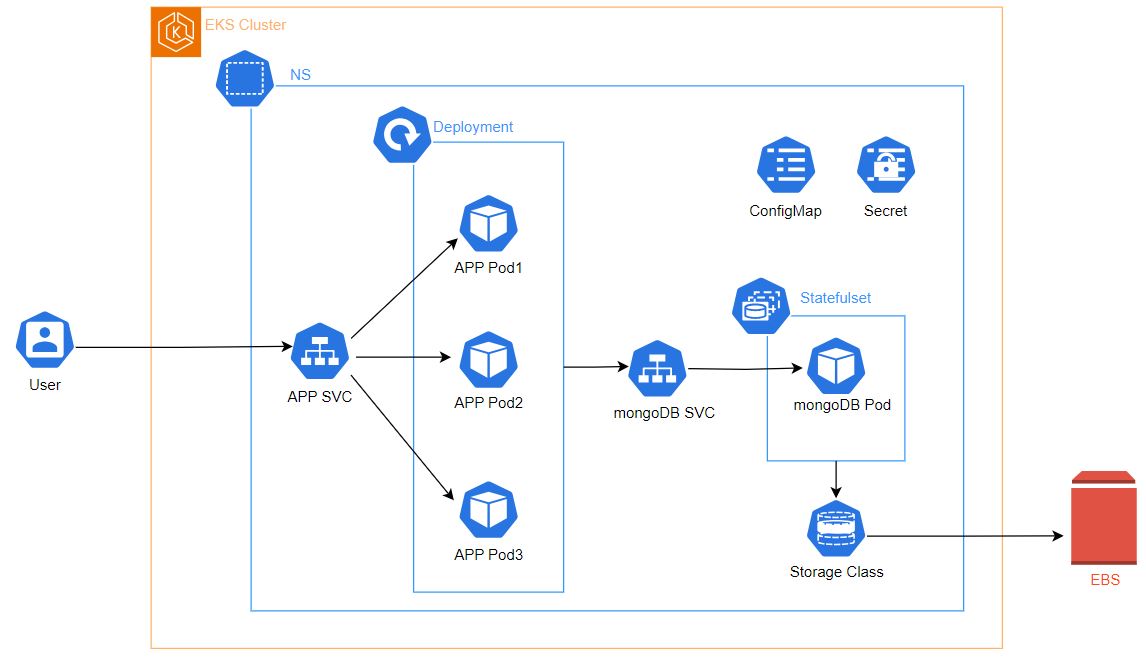 EKS Cluster
NS
Deployment
ConfigMap
Secret
APP Pod1
Statefulset
User
APP SVC
APP Pod2
mongoDB SVC
mongoDB Pod
APP Pod3
Storage Class
EBS